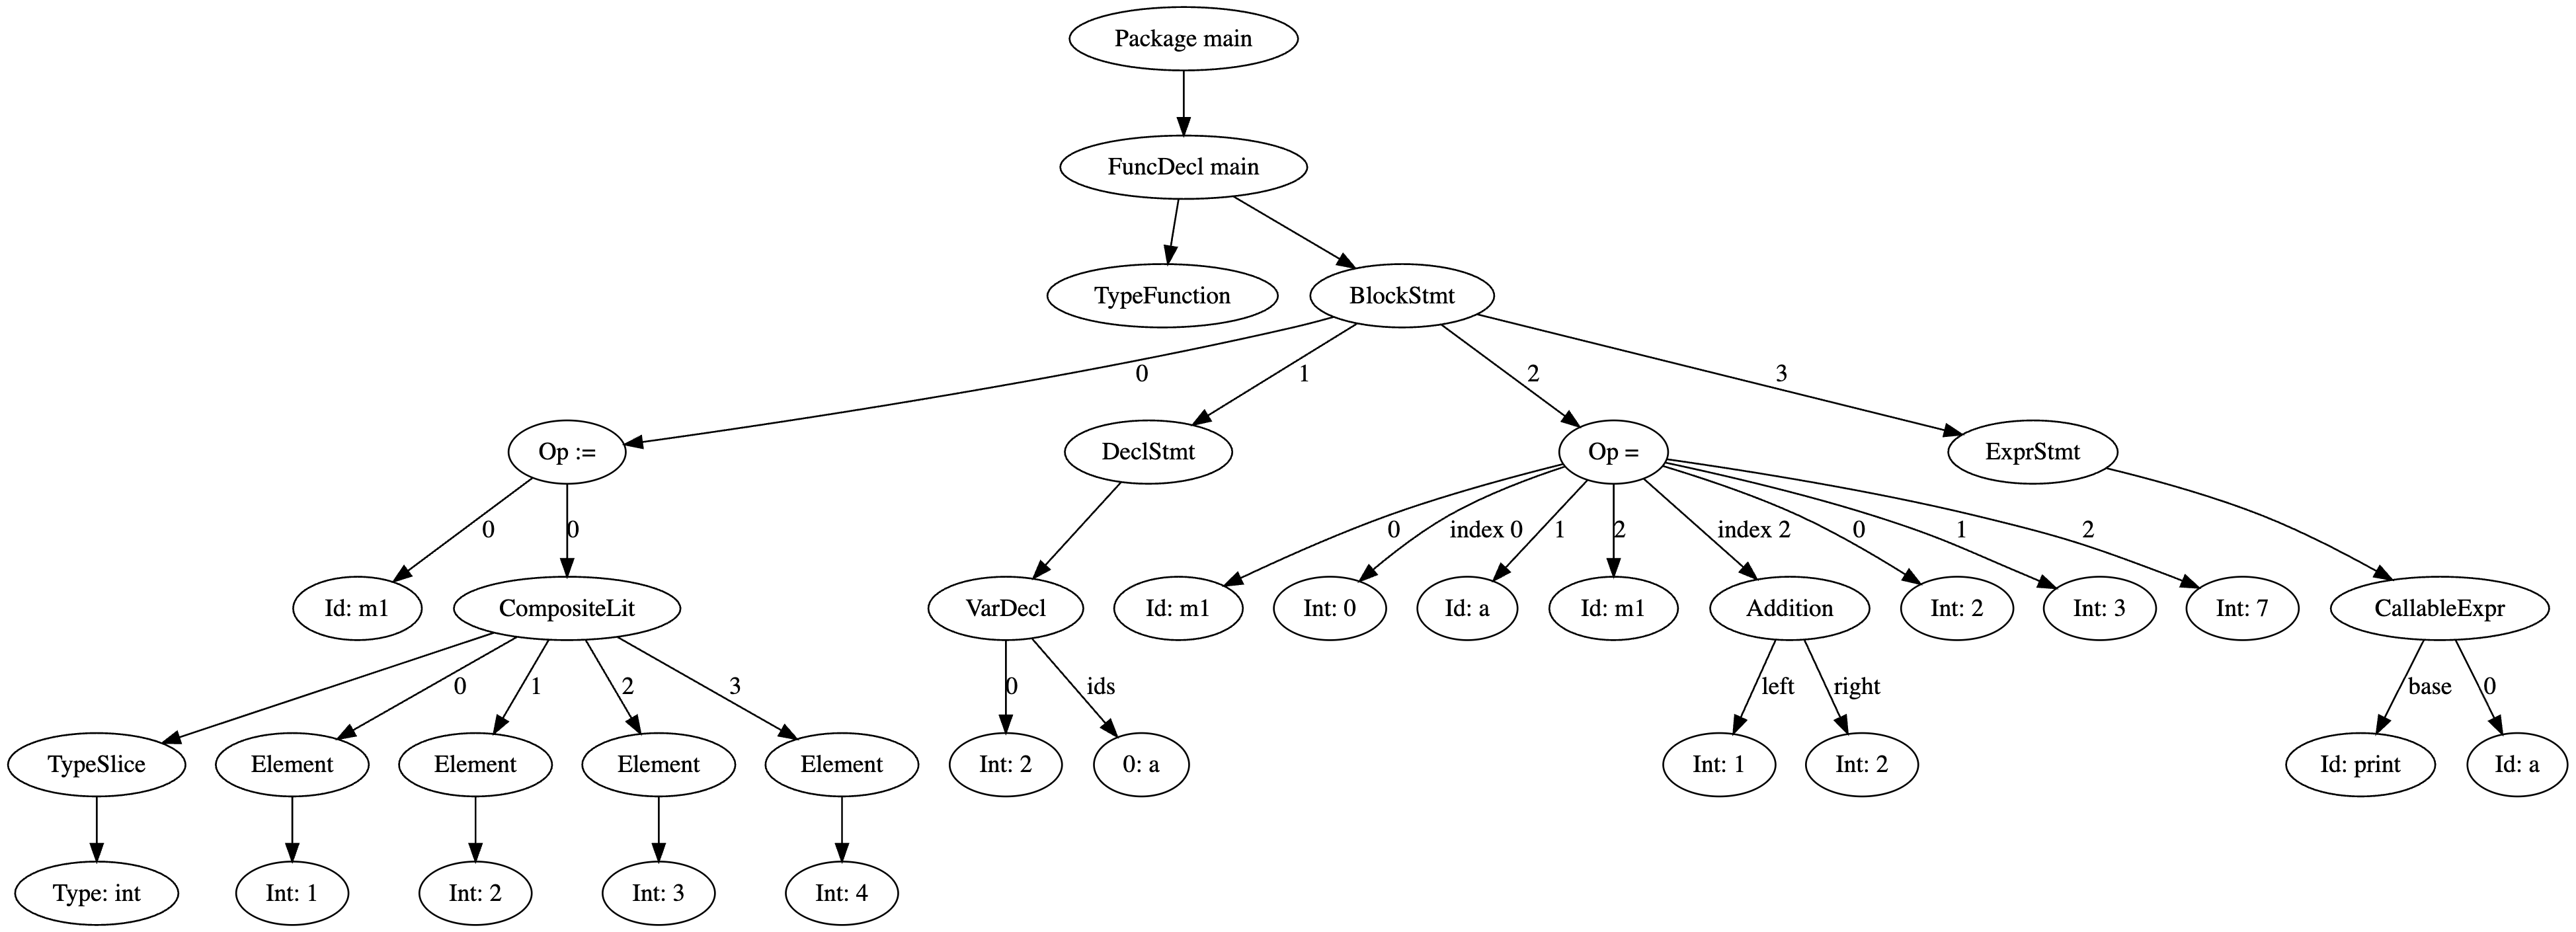 Package main
FuncDecl main
TypeFunction
BlockStmt
0
1
2
3
Op :=
DeclStmt
Op =
ExprStmt
0
0
0
index 0
1
2
index 2
0
1
2
Id: m1
CompositeLit
VarDecl
Id: m1
Int: 0
Id: a
Id: m1
Addition
Int: 2
Int: 3
Int: 7
CallableExpr
0
1
2
3
0
ids
left
right
base
0
TypeSlice
Element
Element
Element
Element
Int: 2
0: a
Int: 1
Int: 2
Id: print
Id: a
Type: int
Int: 1
Int: 2
Int: 3
Int: 4